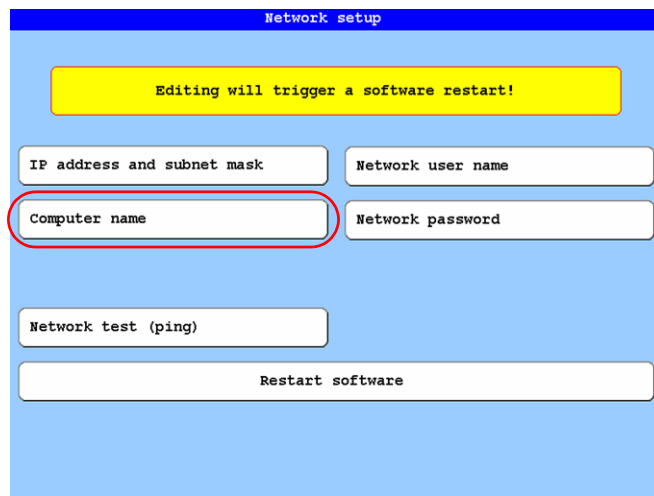 Network setup
Editing will trigger a software restart!
IP address and subnet mask
Network user name
Computer name
Network password
Network test (ping)
Restart software